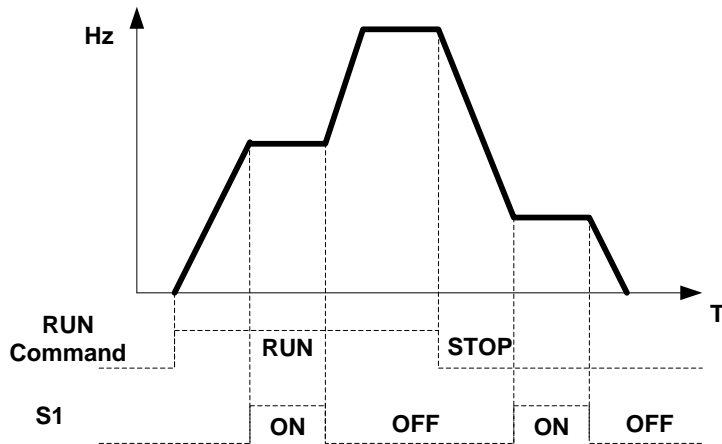 Hz
T
RUN
Command
RUN
STOP
S1
ON
OFF
ON
OFF